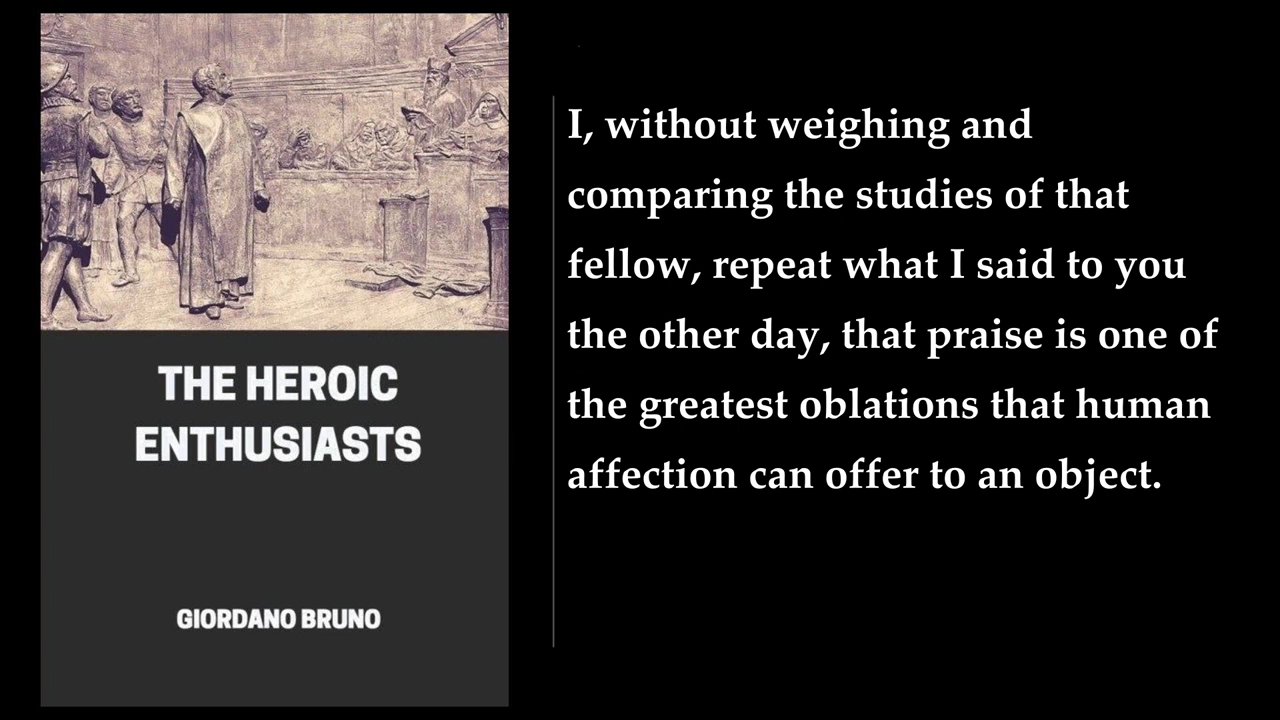 THE HEROIC
ENTHUSIASTS
GIORDANO BRUNO
I, without weighing and
comparing the studies of that
fellow, repeat what I said to you
the other day, that praise is one of
the greatest oblations that human
affection can offer to an object.